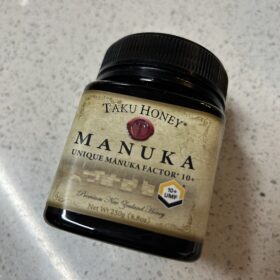 TAKU HONEY®
MANUKA
UNIQUE MANUKA FACTOR® 10+
10+
UMF
Premium New Zealand Honey
Net Wt 250g (8.8oz)